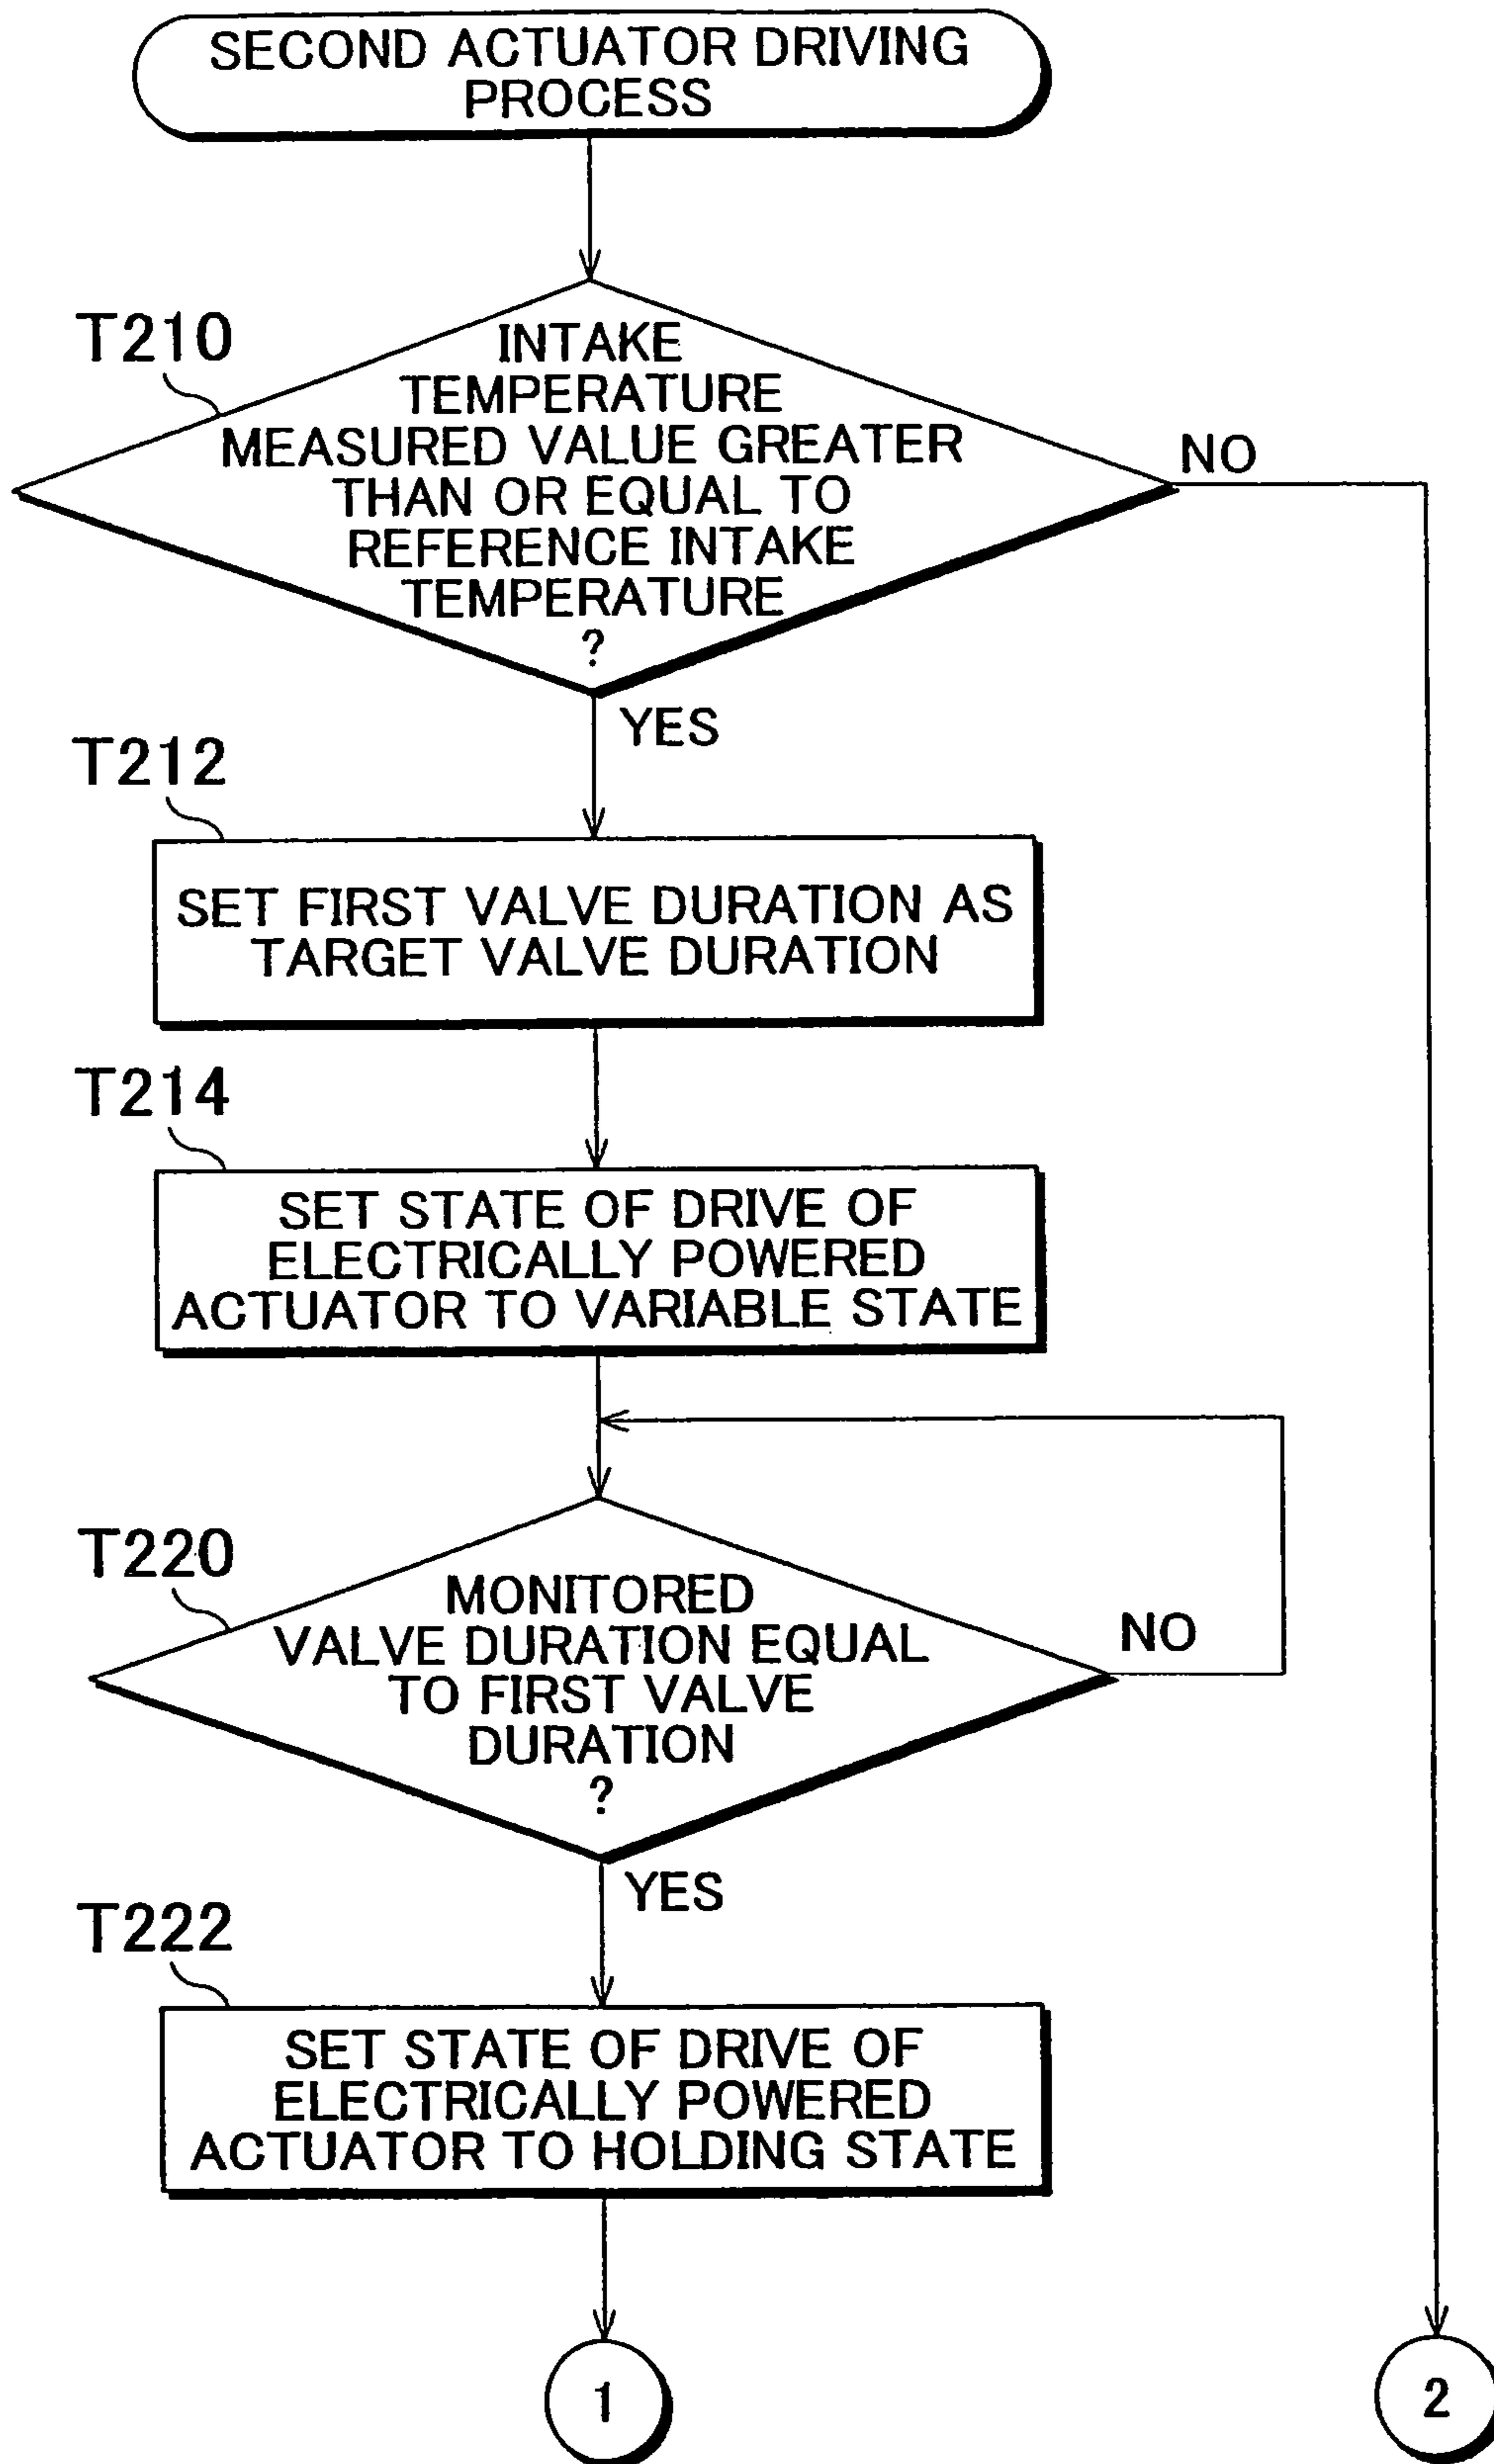 SECOND ACTUATOR DRIVING
PROCESS
T210
INTAKE
TEMPERATURE
MEASURED VALUE GREATER
THAN OR EQUAL TO
REFERENCE INTAKE
TEMPERATURE
?
NO
YES
T212
SET FIRST VALVE DURATION AS
TARGET VALVE DURATION
T214
SET STATE OF DRIVE OF
ELECTRICALLY POWERED
ACTUATOR TO VARIABLE STATE
T220
MONITORED
VALVE DURATION EQUAL
TO FIRST VALVE
DURATION
?
NO
YES
T222
SET STATE OF DRIVE OF
ELECTRICALLY POWERED
ACTUATOR TO HOLDING STATE
1
2